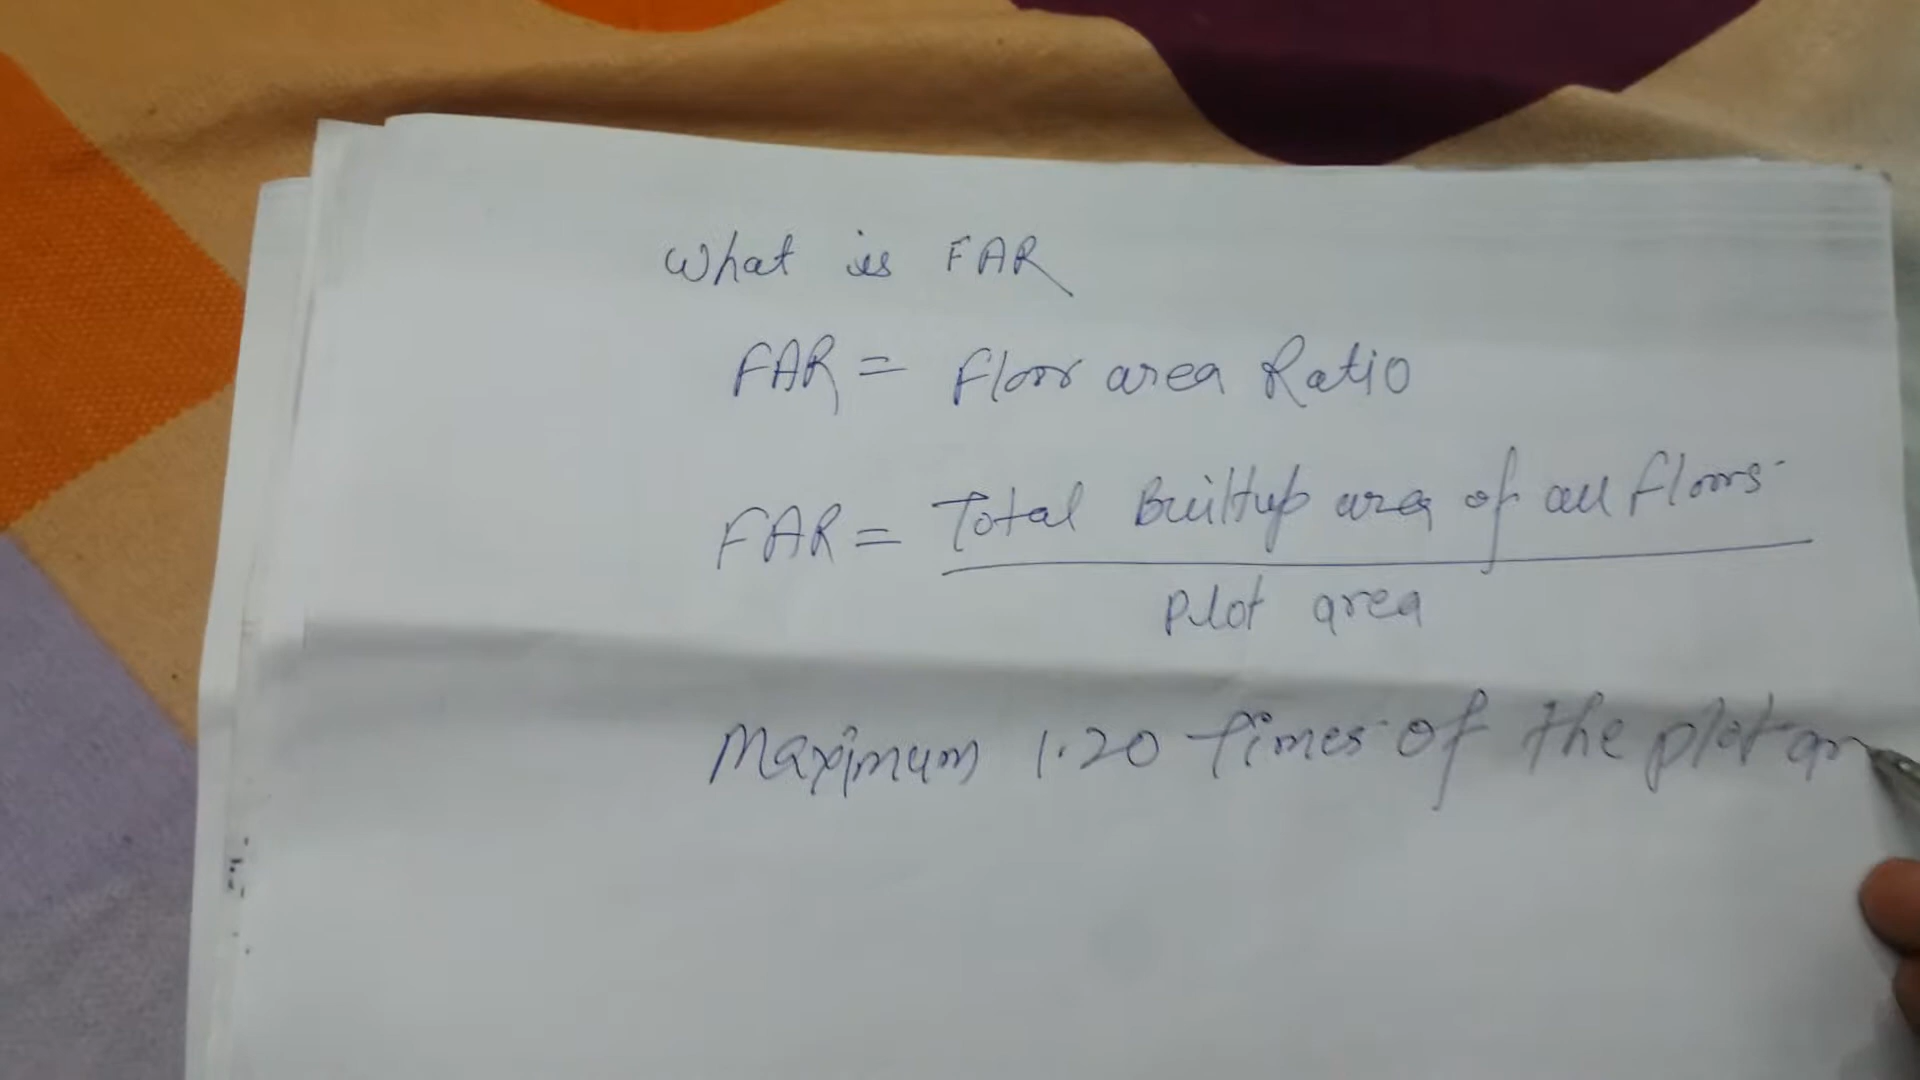 What is FAR
FAR = Floor area Ratio
FAR = Total Builtup area of all floors
Plot area
Maximum 1.20 times of the plot ar